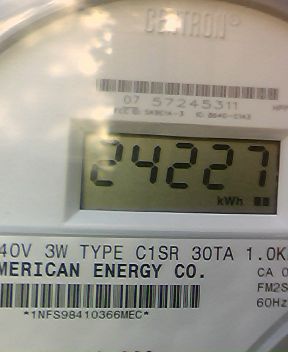 CENTRON®
07 57245311
24227
kWh
40V 3W TYPE C1SR 30TA 1.0K
MERICAN ENERGY CO.
CA 0
FM2S
60Hz
*1NFS98410366MEC*